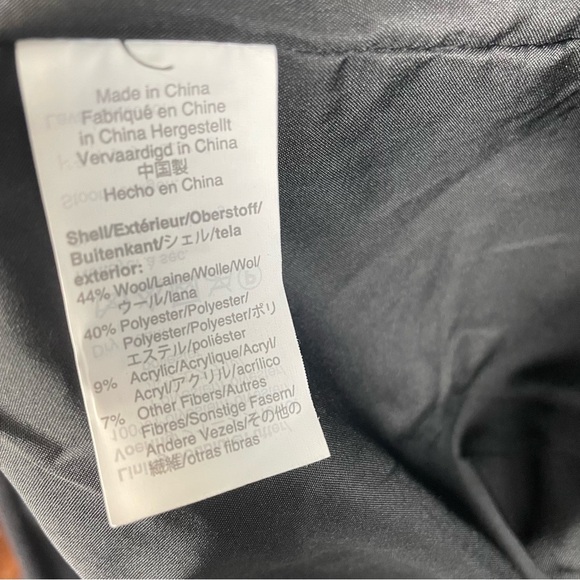 Made in China
Fabriqué en Chine
in China Hergestellt
Vervaardigd in China
中国製
Hecho en China
Shell/Extérieur/Oberstoff/
Buitenkant/シェル/tela
exterior:
44% Wool/Laine/Wolle/Wol/
ウール/lana
40% Polyester/Polyester/
Polyester/Polyester/ポリ
エステル/poliéster
9% Acrylic/Acrylique/Acryl/
Acryl/アクリル/acrílico
7% Other Fibers/Autres
Fibres/Sonstige Fasem/
Andere Vezels/その他の
繊維/otras fibras